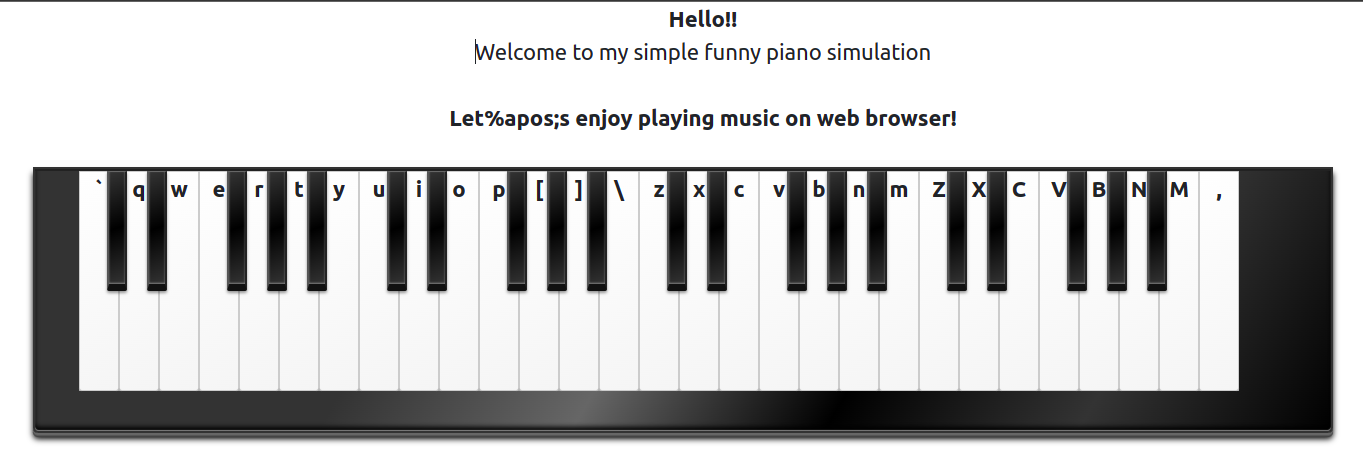 Hello!!
Welcome to my simple funny piano simulation
Let%apos;s enjoy playing music on web browser!
` q w e r t y u i o p [ ] \ z x c v b n m Z X C V B N M ,